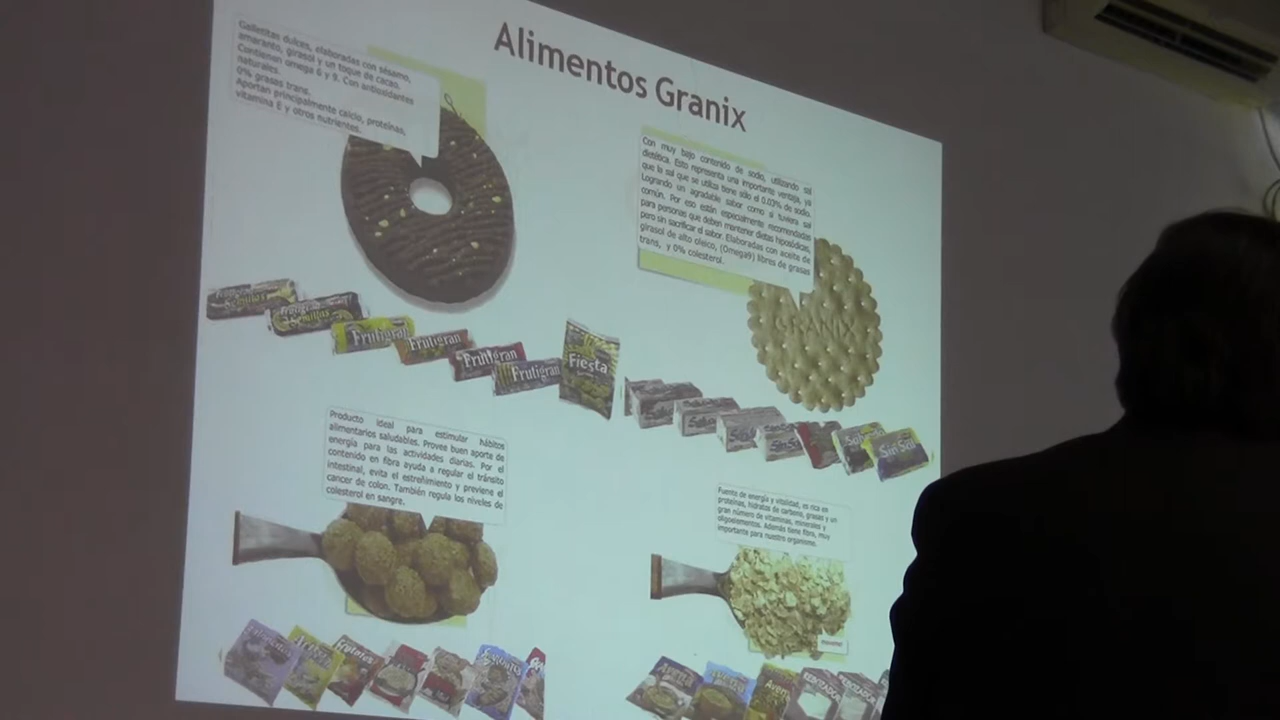 Alimentos Granix
Galletitas dulces, elaboradas con sésamo,
amaranto, girasol y un toque de cacao.
Contienen omega 6 y 9. Con antioxidantes
naturales.
0% grasas trans.
Aportan principalmente calcio, proteínas,
vitamina E y otros nutrientes.
Con muy bajo contenido de sodio, utilizando sal
dietética. Esto representa una importante ventaja, ya
que la sal que se utiliza tiene sólo el 0.03% de sodio.
Logrando un agradable sabor como si tuviera sal
común. Por eso están especialmente recomendadas
para personas que deben mantener dietas hiposódicas,
pero sin sacrificar el sabor. Elaboradas con aceite de
girasol de alto oleico, (Omega9) libres de grasas
trans, y 0% colesterol.
GRANIX
Semillas
Frutigran
Semillas
Frutigran
Frutigran
Frutigran
Frutigran
Fiesta
Sin Sal
Producto ideal para estimular hábitos
alimentarios saludables. Provee buen aporte de
energía para las actividades diarias. Por el
contenido en fibra ayuda a regular el tránsito
intestinal, evita el estreñimiento y previene el
cancer de colon. También regula los niveles de
colesterol en sangre.
Fuente de energía y vitalidad, es rica en
proteínas, hidratos de carbono, grasas y un
gran número de vitaminas, minerales y
oligoelementos. Además tiene fibra, muy
importante para nuestro organismo.
Frutates
Avena